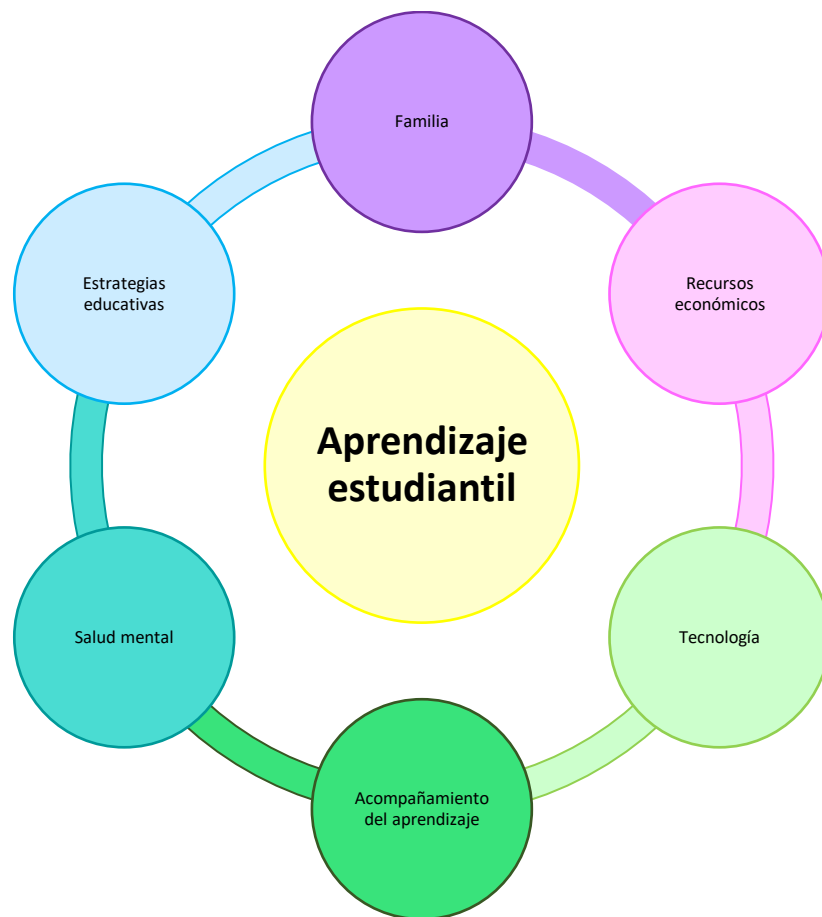 Familia
Recursos
económicos
Tecnología
Acompañamiento
del aprendizaje
Salud mental
Estrategias
educativas
Aprendizaje
estudiantil